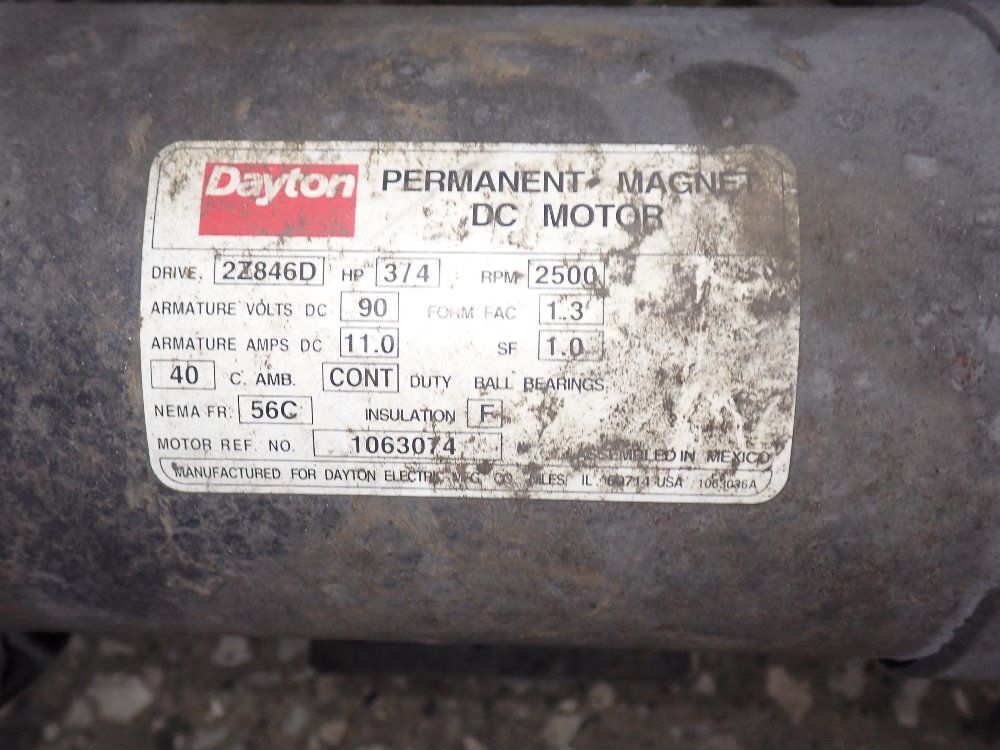 Dayton PERMANENT MAGNET
DC MOTOR
DRIVE. 2Z846D HP 3/4 RPM 2500
ARMATURE VOLTS DC 90 FORM FAC 1.3
ARMATURE AMPS DC 11.0 SF 1.0
40 C. AMB. CONT DUTY BALL BEARINGS
NEMA FR. 56C INSULATION F
MOTOR REF. NO. 1063074 ASSEMBLED IN MEXICO
MANUFACTURED FOR DAYTON ELECTRIC MFG. CO. NILES, IL 60714 USA 1063036A